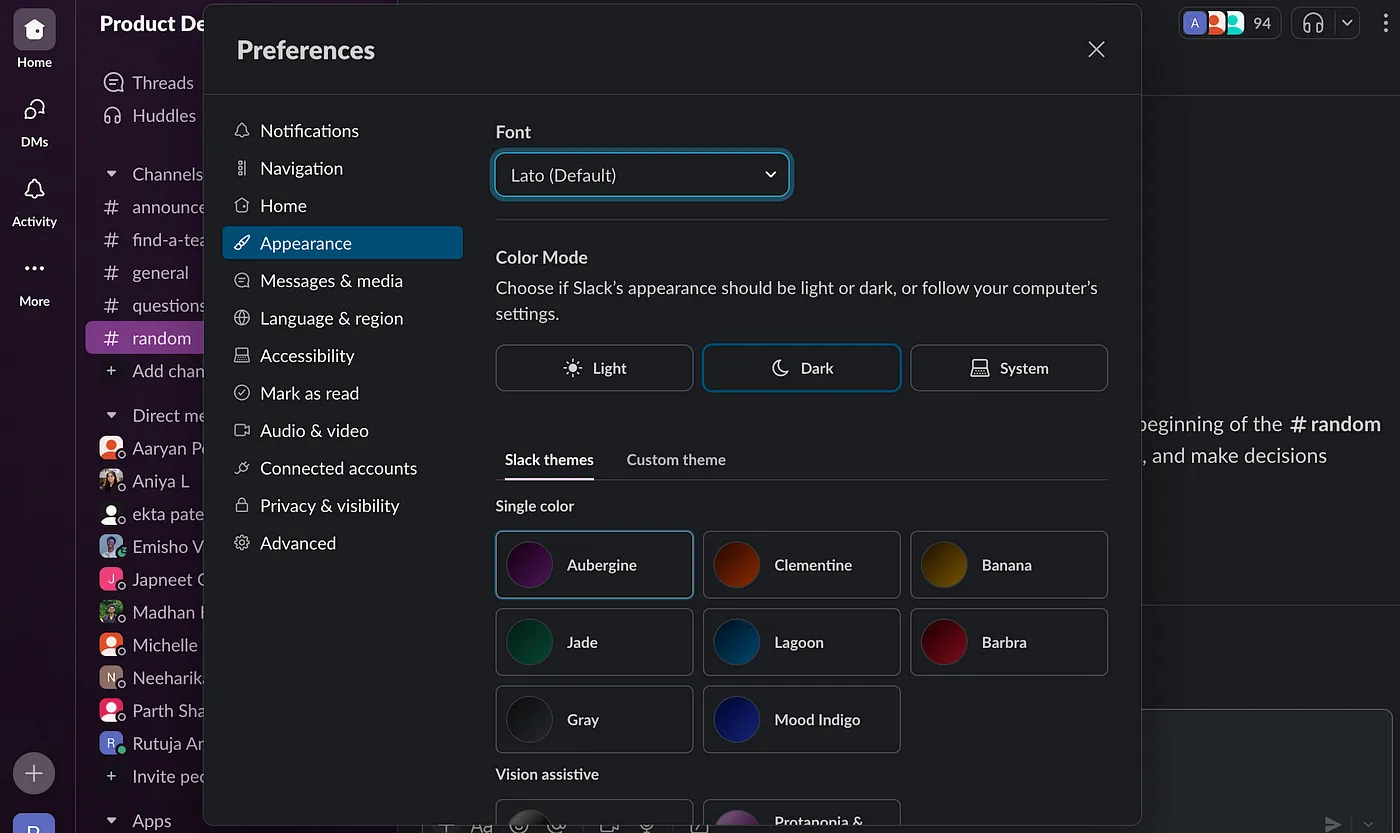 Home
DMs
Activity
More
Product De
Threads
Huddles
Channels
announce
find-a-tea
general
questions
random
Add chan
Direct me
Aaryan Po
Aniya L
ekta pate
Emisho V
J Japneet
Madhan
Michelle
N Neeharika
Parth Sha
R Rutuja Ar
Invite peo
Apps
Preferences
Notifications
Navigation
Home
Appearance
Messages & media
Language & region
Accessibility
Mark as read
Audio & video
Connected accounts
Privacy & visibility
Advanced
Font
Lato (Default)
Color Mode
Choose if Slack’s appearance should be light or dark, or follow your computer’s
settings.
Light
Dark
System
Slack themes
Custom theme
Single color
Aubergine
Clementine
Banana
Jade
Lagoon
Barbra
Gray
Mood Indigo
Vision assistive
Protanopia &
A 94
beginning of the # random
, and make decisions
Aa